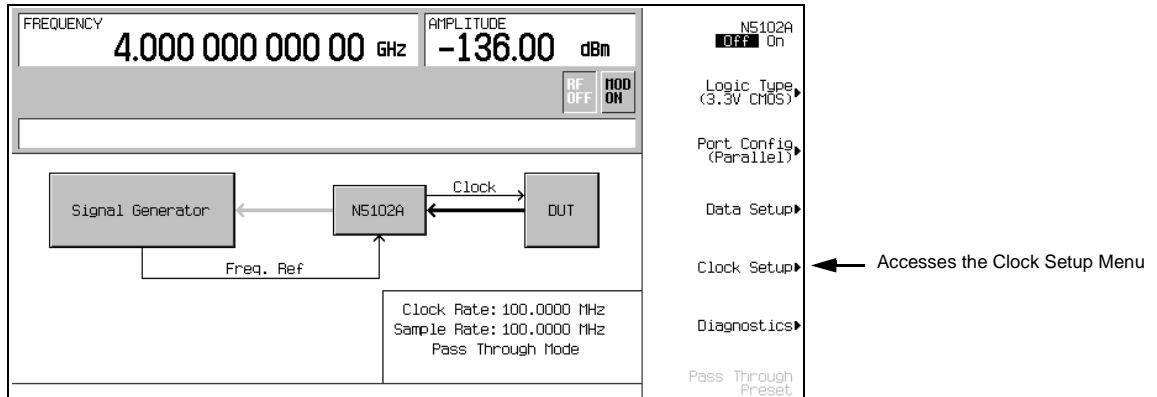 FREQUENCY
4.000 000 000 00 GHz
AMPLITUDE
-136.00 dBm
RF OFF
MOD ON
Signal Generator
N5102A
Clock
DUT
Freq. Ref
Clock Rate: 100.0000 MHz
Sample Rate: 100.0000 MHz
Pass Through Mode
N5102A
Off On
Logic Type
(3.3V CMOS)
Port Config
(Parallel)
Data Setup
Clock Setup
Accesses the Clock Setup Menu
Diagnostics
Pass Through
Preset